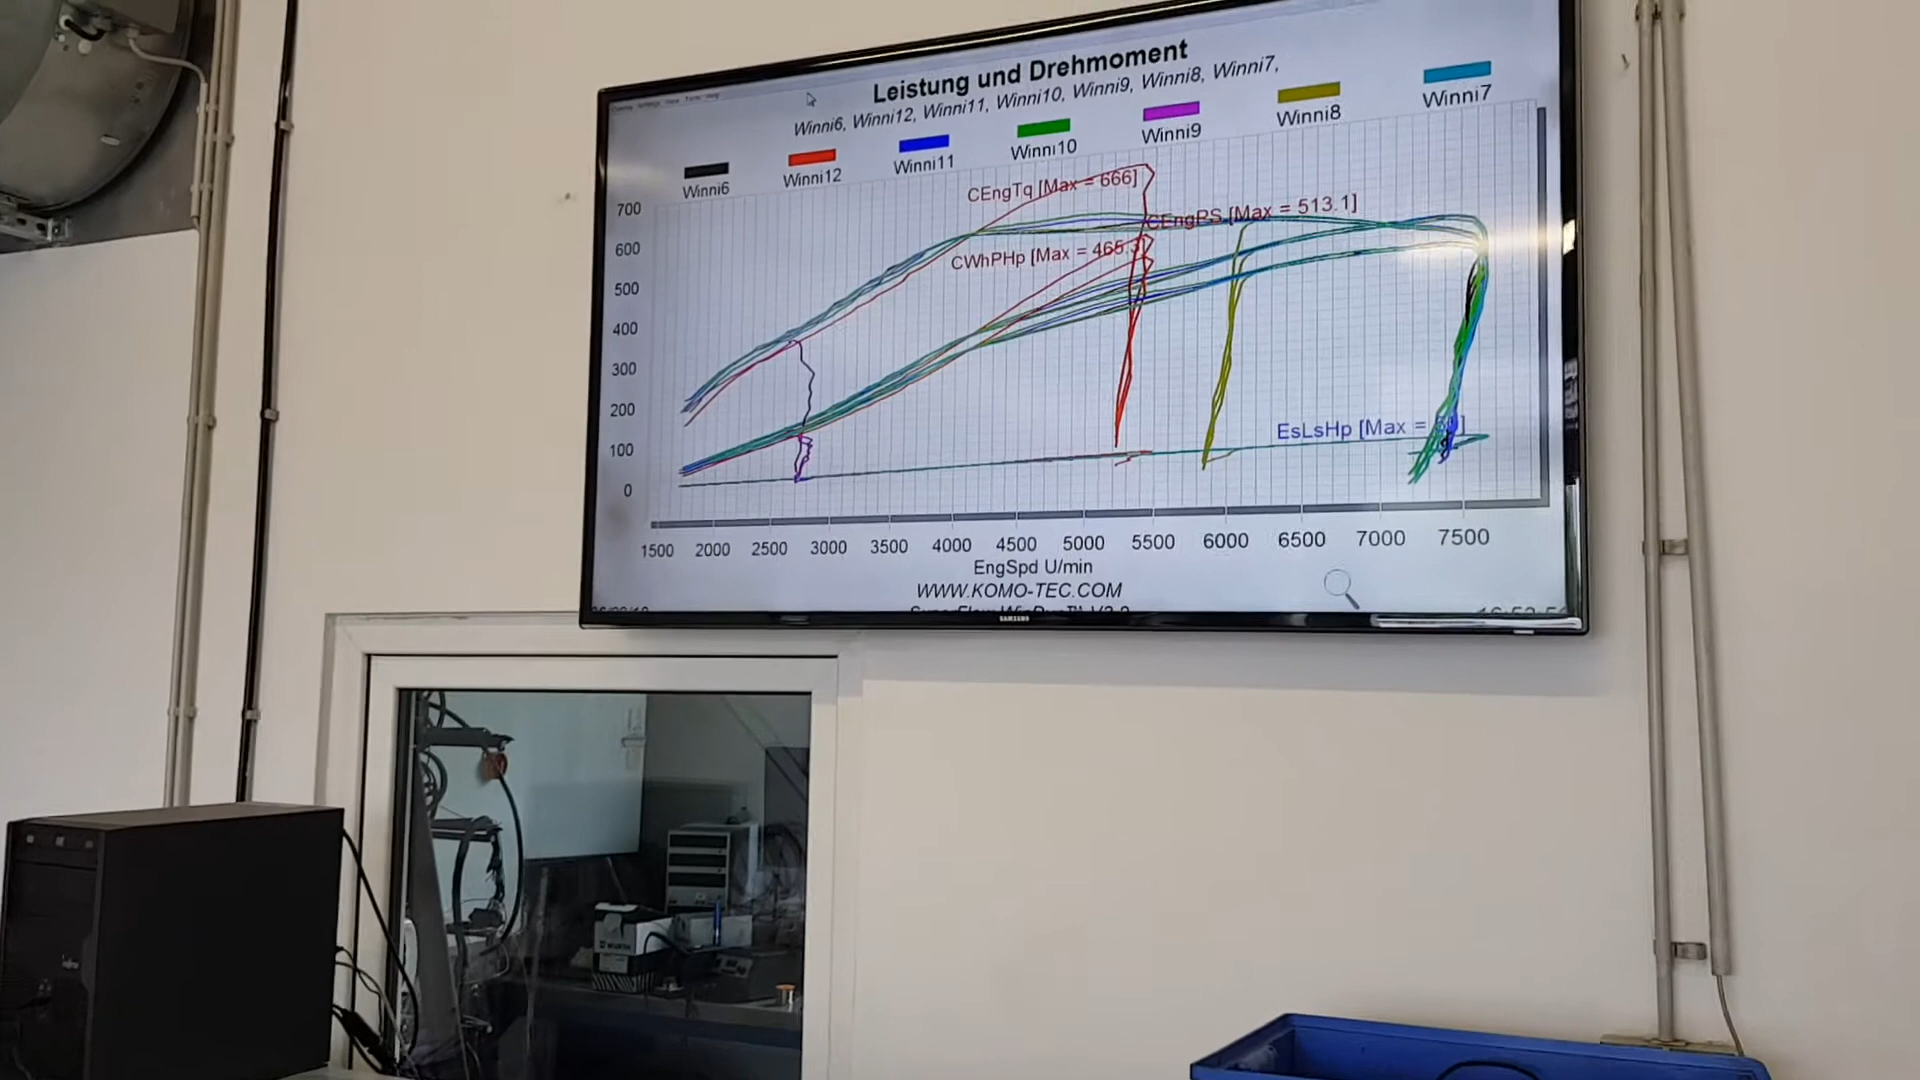 Leistung und Drehmoment
Winni6, Winni12, Winni11, Winni10, Winni9, Winni8, Winni7,
Winni6
Winni12
Winni11
Winni10
Winni9
Winni8
Winni7
CEngTq [Max = 666]
CEngPS [Max = 513.1]
CWhPHp [Max = 465.3]
EsLsHp [Max =
700
600
500
400
300
200
100
0
1500 2000 2500 3000 3500 4000 4500 5000 5500 6000 6500 7000 7500
EngSpd U/min
WWW.KOMO-TEC.COM
SAMSUNG